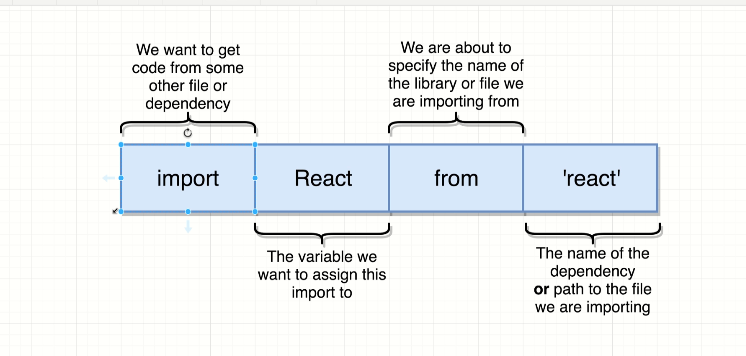 We want to get
code from some
other file or
dependency
We are about to
specify the name of
the library or file we
are importing from
import
React
from
'react'
The variable we
want to assign this
import to
The name of the
dependency
or path to the file
we are importing